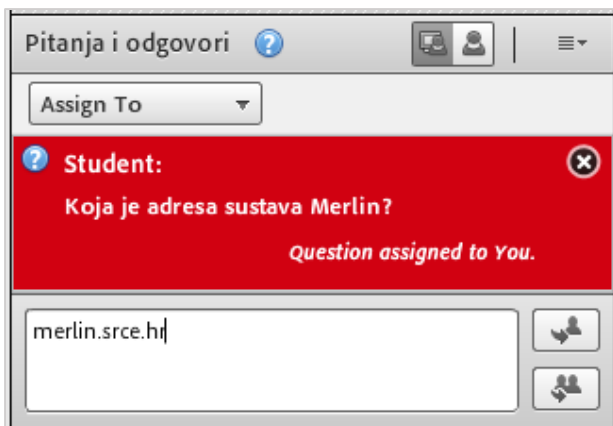 Pitanja i odgovori
Assign To
Student:
Koja je adresa sustava Merlin?
Question assigned to You.
merlin.srce.hr